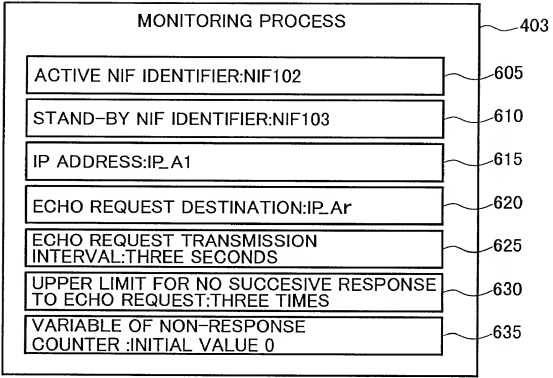 MONITORING PROCESS
403
ACTIVE NIF IDENTIFIER:NIF102
605
STAND-BY NIF IDENTIFIER:NIF103
610
IP ADDRESS:IP_A1
615
ECHO REQUEST DESTINATION:IP_Ar
620
ECHO REQUEST TRANSMISSION
INTERVAL:THREE SECONDS
625
UPPER LIMIT FOR NO SUCCESIVE RESPONSE
TO ECHO REQUEST:THREE TIMES
630
VARIABLE OF NON-RESPONSE
COUNTER :INITIAL VALUE 0
635